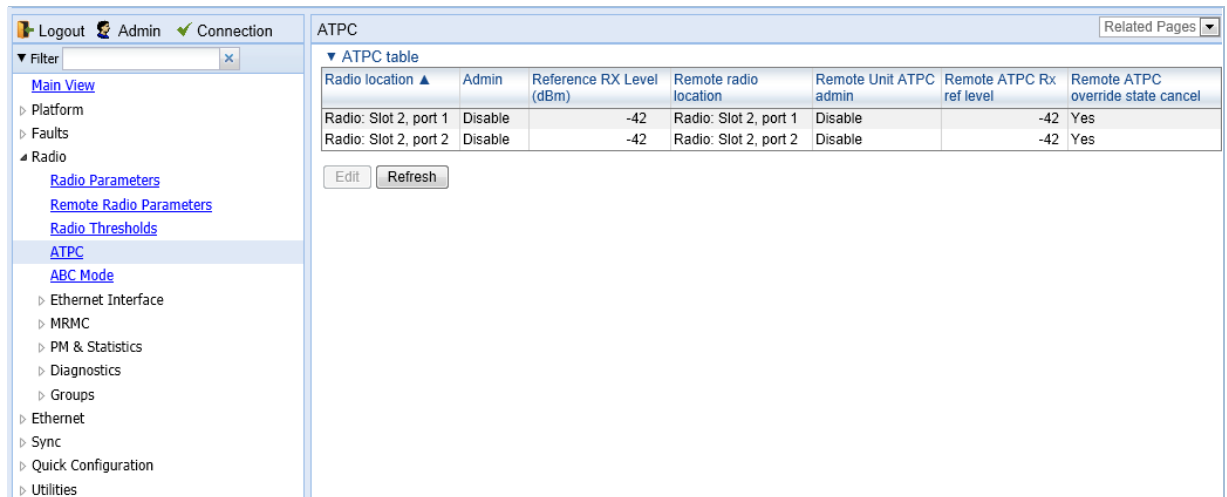 Logout Admin Connection
▼ Filter
Main View
Platform
Faults
Radio
Radio Parameters
Remote Radio Parameters
Radio Thresholds
ATPC
ABC Mode
Ethernet Interface
MRMC
PM & Statistics
Diagnostics
Groups
Ethernet
Sync
Quick Configuration
Utilities
ATPC
Related Pages
▼ ATPC table
Radio location ▲ Admin Reference RX Level (dBm) Remote radio location Remote Unit ATPC admin Remote ATPC Rx ref level Remote ATPC override state cancel
Radio: Slot 2, port 1 Disable -42 Radio: Slot 2, port 1 Disable -42 Yes
Radio: Slot 2, port 2 Disable -42 Radio: Slot 2, port 2 Disable -42 Yes
Edit Refresh